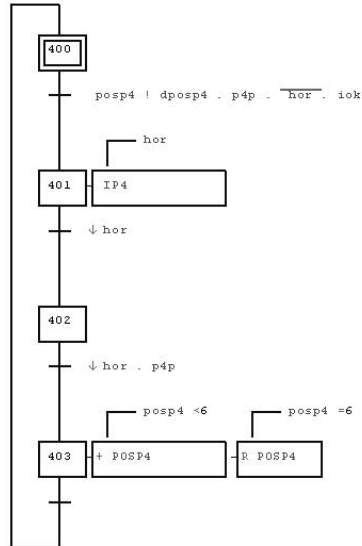 400
posp4 ! dposp4 . p4p . hor . iok
hor
401 IP4
↓ hor
402
↓ hor . p4p
posp4 <6 posp4 =6
403 + POSP4 R POSP4